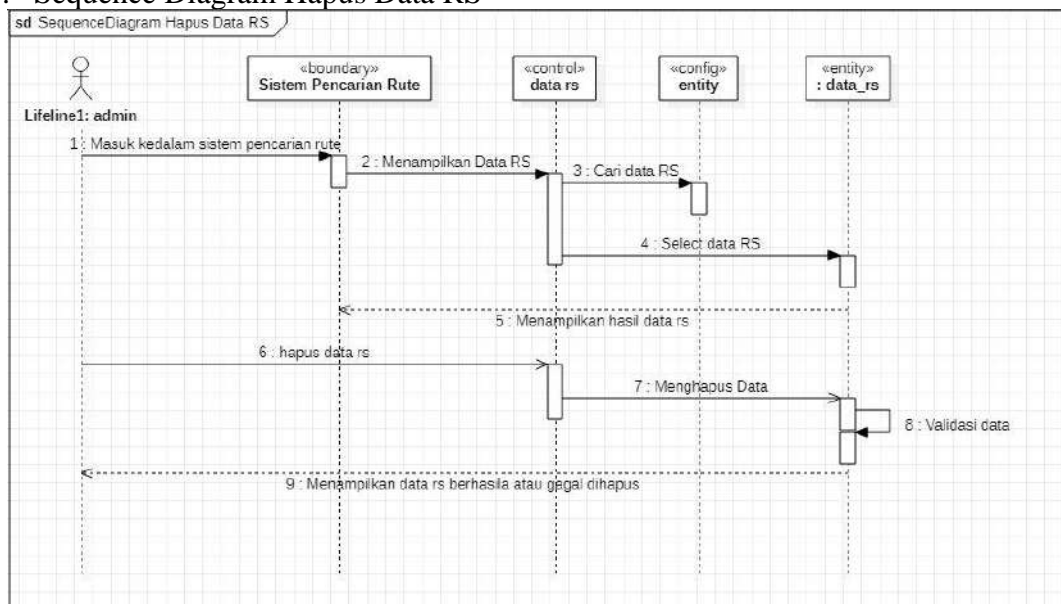 . Sequence Diagram Hapus Data RS
sd SequenceDiagram Hapus Data RS
«boundary»
Sistem Pencarian Rute
«control»
data rs
«config»
entity
«entity»
: data_rs
Lifeline1: admin
1 : Masuk kedalam sistem pencarian rute
2 : Menampilkan Data RS
3 : Cari data RS
4 : Select data RS
5 : Menampilkan hasil data rs
6 : hapus data rs
7 : Menghapus Data
8 : Validasi data
9 : Menampilkan data rs berhasila atau gagal dihapus